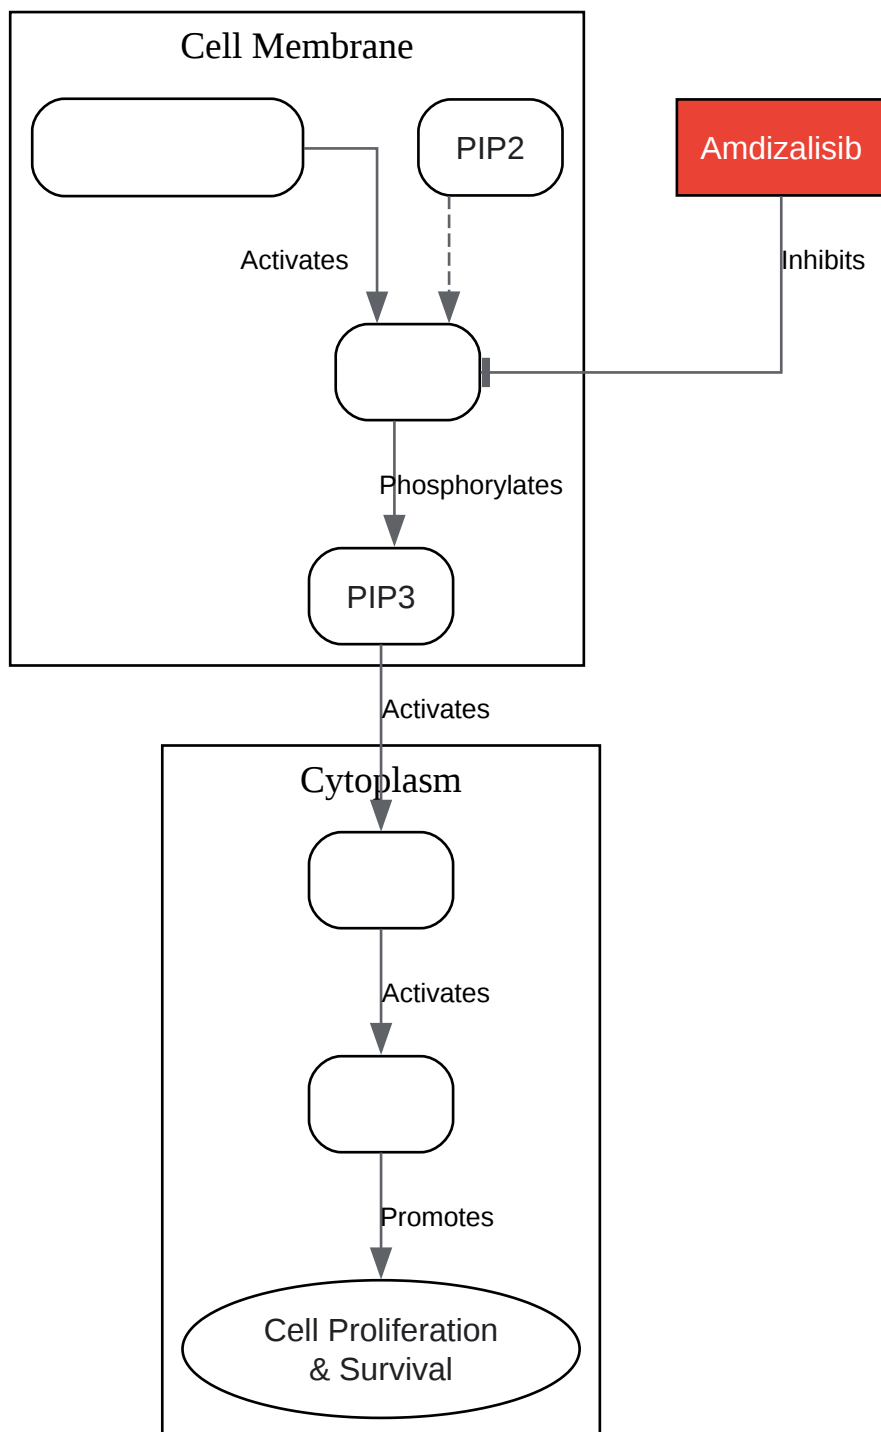 Cell Membrane
PIP2
Amdizalisib
Activates
Inhibits
Phosphorylates
PIP3
Activates
Cytoplasm
Activates
Promotes
Cell Proliferation
& Survival